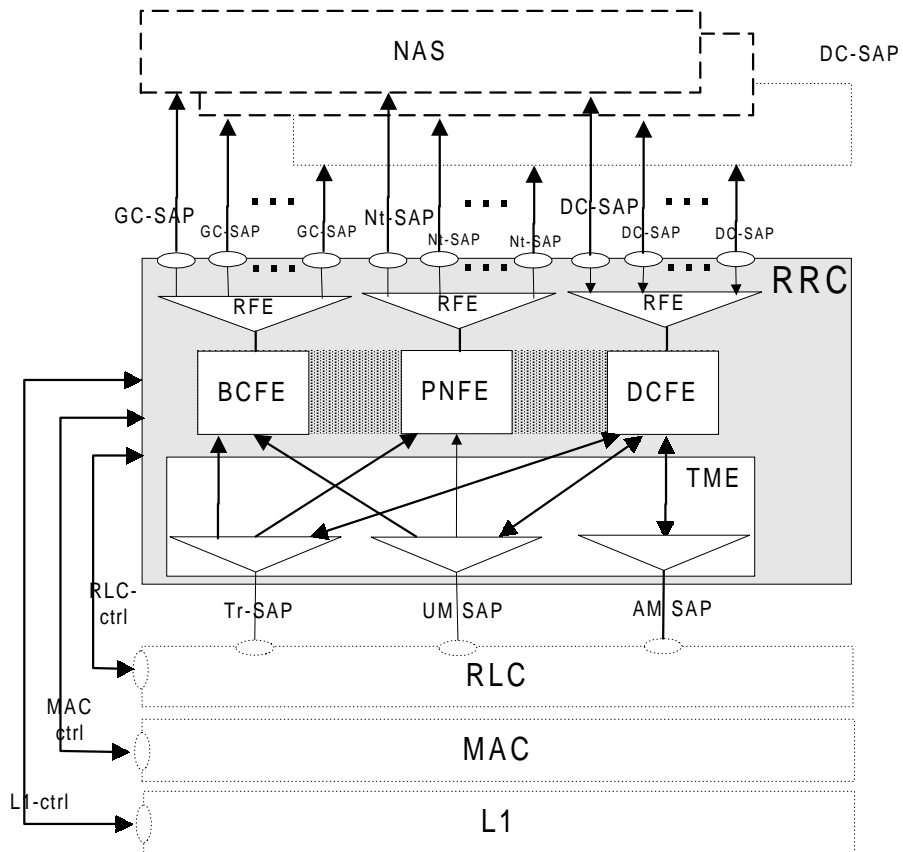 NAS
DC-SAP
GC-SAP
Nt-SAP
DC-SAP
GC-SAP
GC-SAP
Nt-SAP
Nt-SAP
DC-SAP
DC-SAP
RRC
RFE
RFE
RFE
BCFE
PNFE
DCFE
TME
RLC-
ctrl
Tr-SAP
UM SAP
AM SAP
RLC
MAC
ctrl
MAC
L1-ctrl
L1